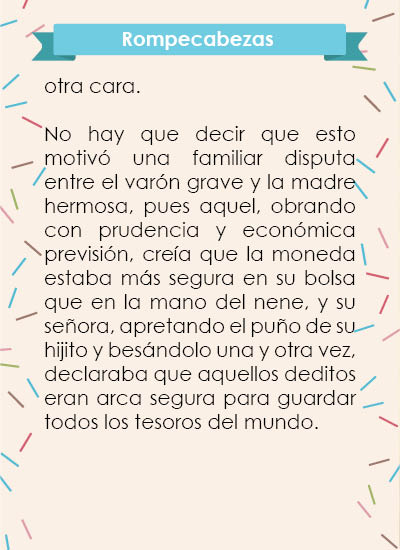 Rompecabezas
otra cara.
No hay que decir que esto
motivó una familiar disputa
entre el varón grave y la madre
hermosa, pues aquel, obrando
con prudencia y económica
previsión, creía que la moneda
estaba más segura en su bolsa
que en la mano del nene, y su
señora, apretando el puño de su
hijito y besándolo una y otra vez,
declaraba que aquellos deditos
eran arca segura para guardar
todos los tesoros del mundo.